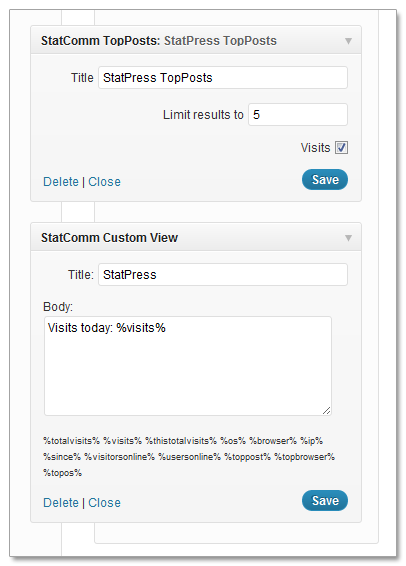 StatComm TopPosts: StatPress TopPosts
Title StatPress TopPosts
Limit results to 5
Visits
Delete | Close Save
StatComm Custom View
Title: StatPress
Body:
Visits today: %visits%
%totalvisits% %visits% %thistotalvisits% %os% %browser% %ip%
%since% %visitorsonline% %usersonline% %toppost% %topbrowser%
%topos%
Delete | Close Save